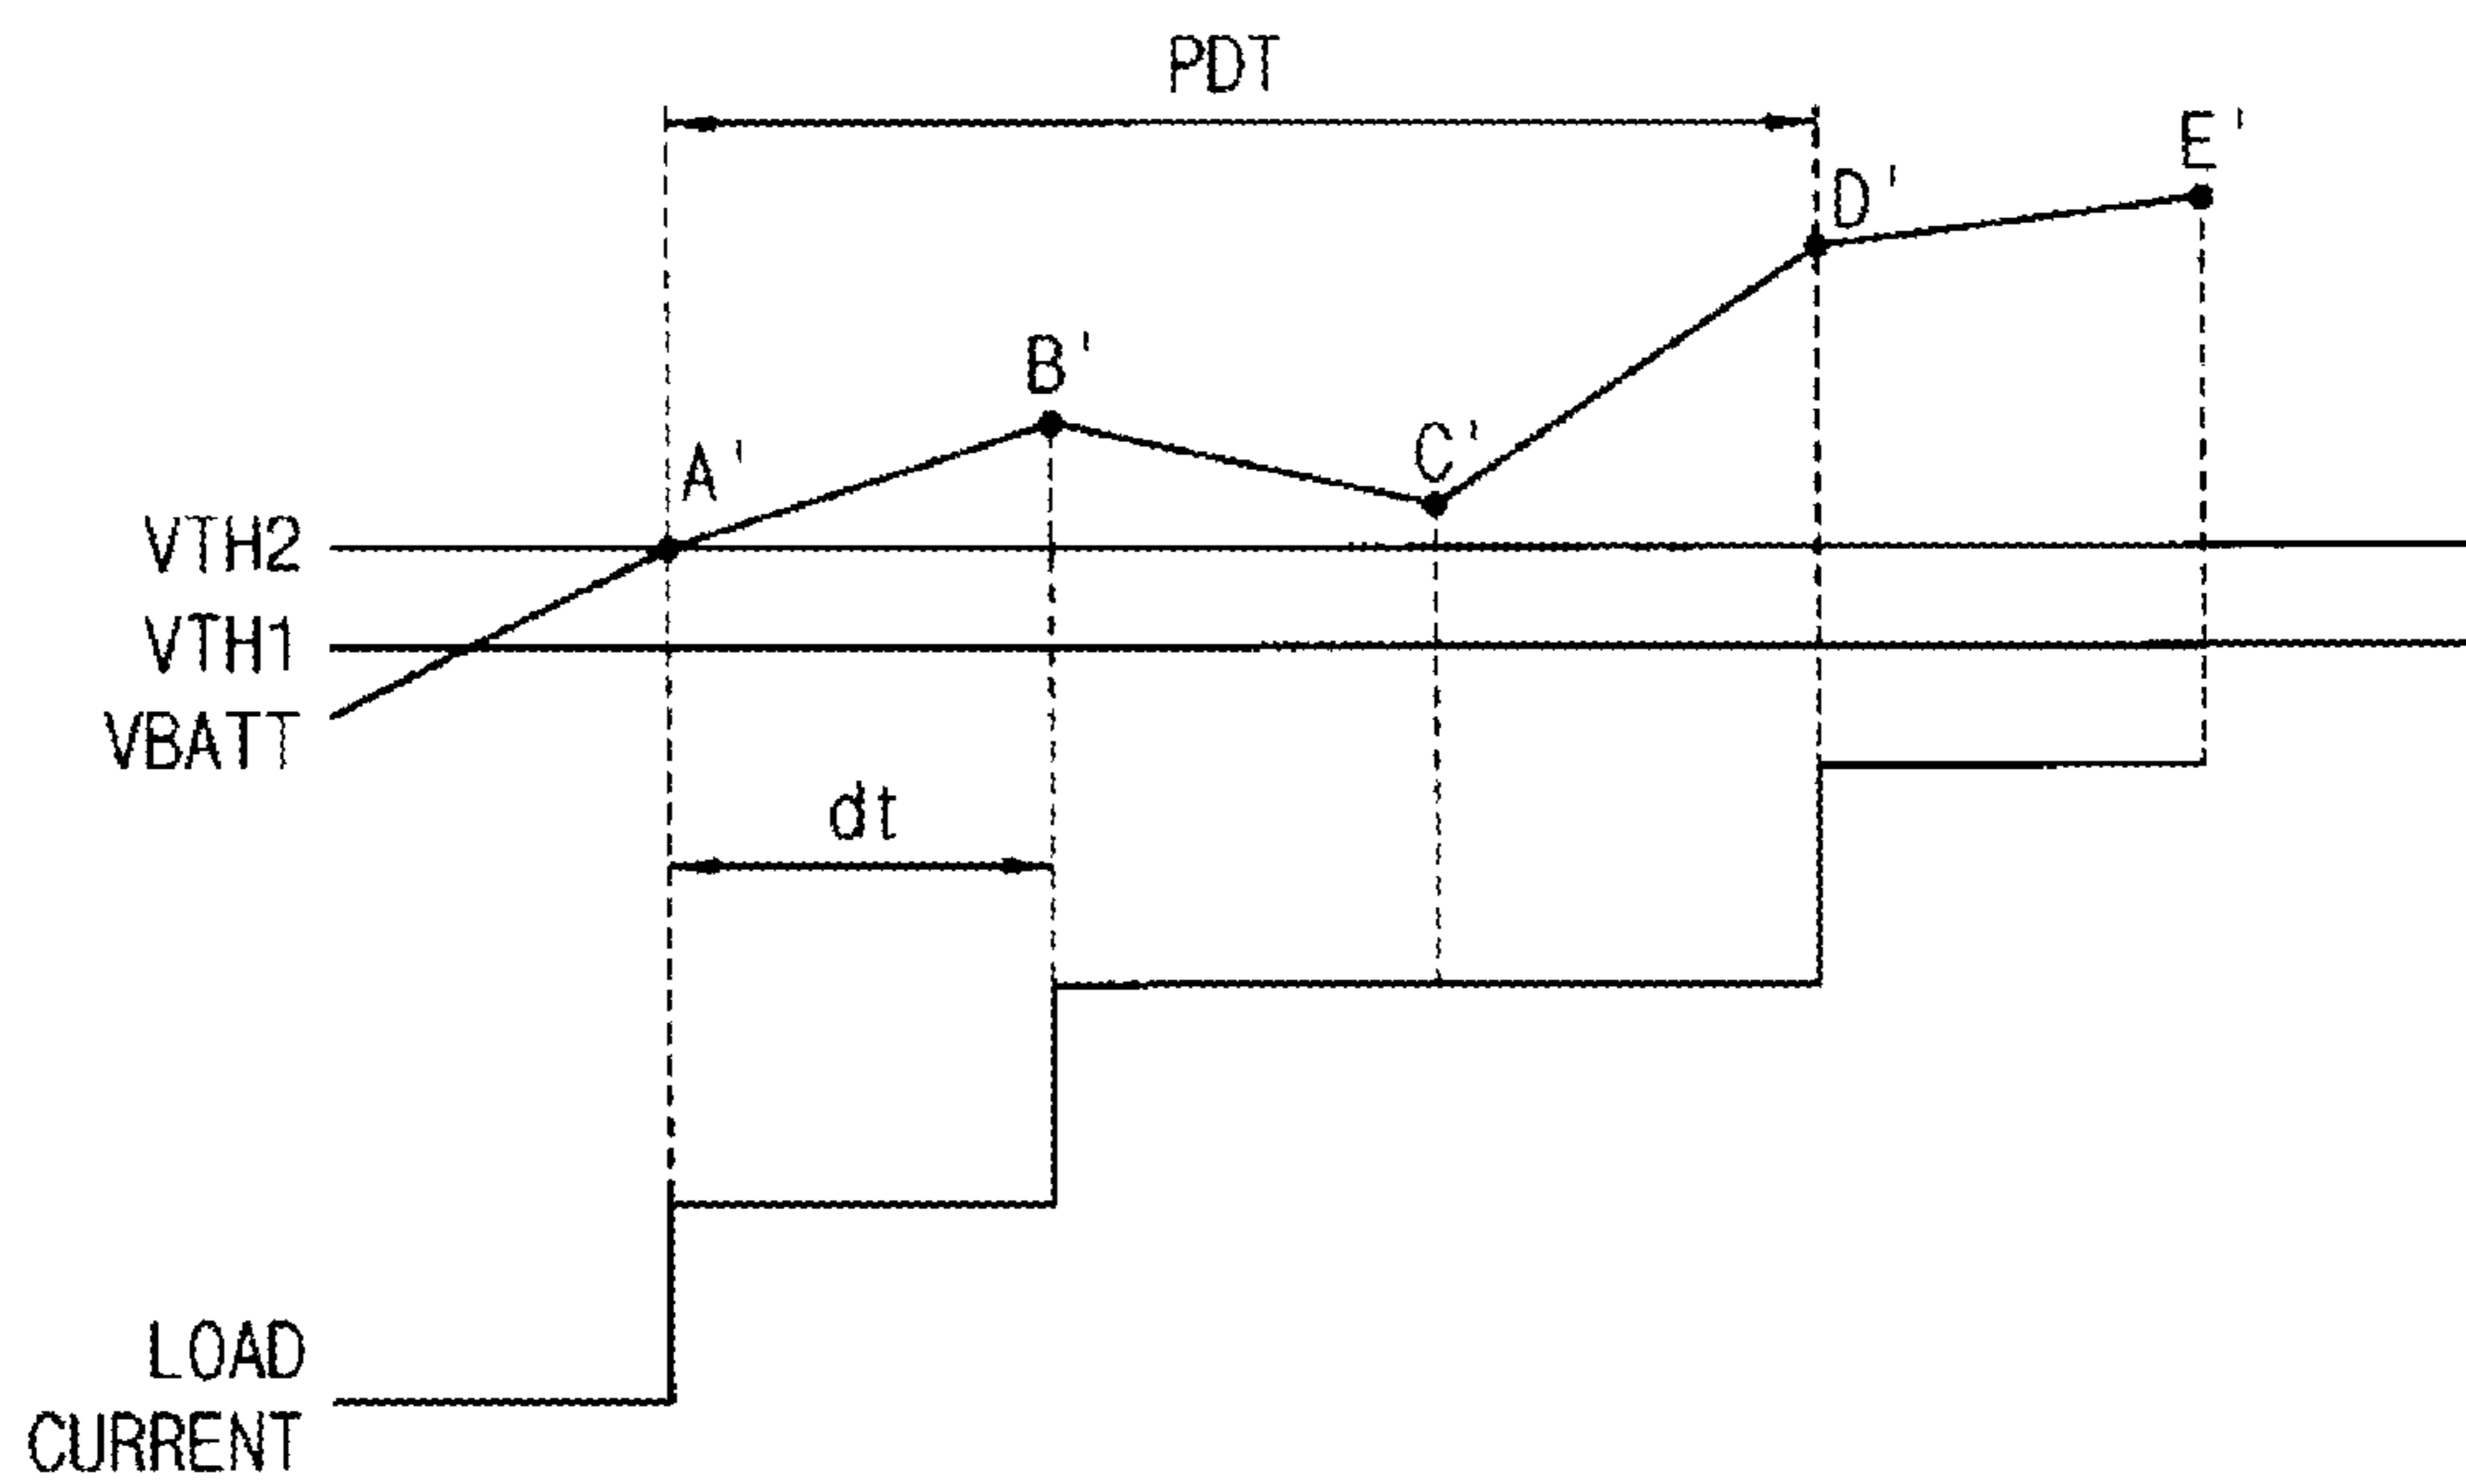 PDT
E'
D'
B'
C'
A'
VTH2
VTH1
VBATT
dt
LOAD
CURRENT